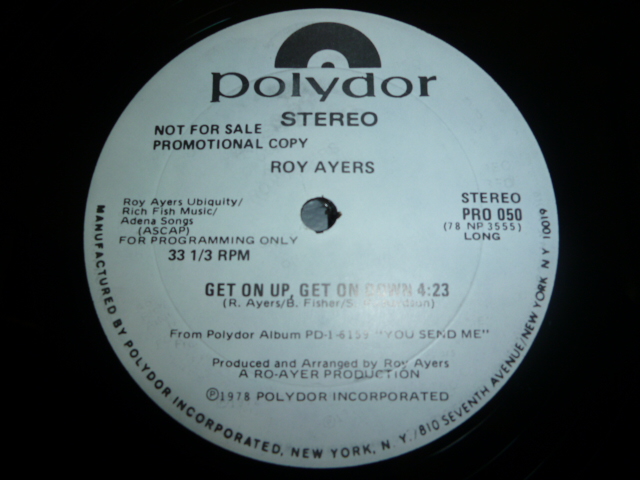 polydor
STEREO
NOT FOR SALE
PROMOTIONAL COPY
ROY AYERS
Roy Ayers Ubiquity/
Rich Fish Music/
Adena Songs
(ASCAP)
FOR PROGRAMMING ONLY
33 1/3 RPM
STEREO
PRO 050
(78 NP 3555)
LONG
GET ON UP, GET ON DOWN 4:23
(R. Ayers/B. Fisher/S.
From Polydor Album PD-1-6159 "YOU SEND ME"
Produced and Arranged by Roy Ayers
A RO-AYER PRODUCTION
℗1978 POLYDOR INCORPORATED
MANUFACTURED BY POLYDOR INCORPORATED, NEW YORK, N.Y./810 SEVENTH AVENUE/NEW YORK NY 10019